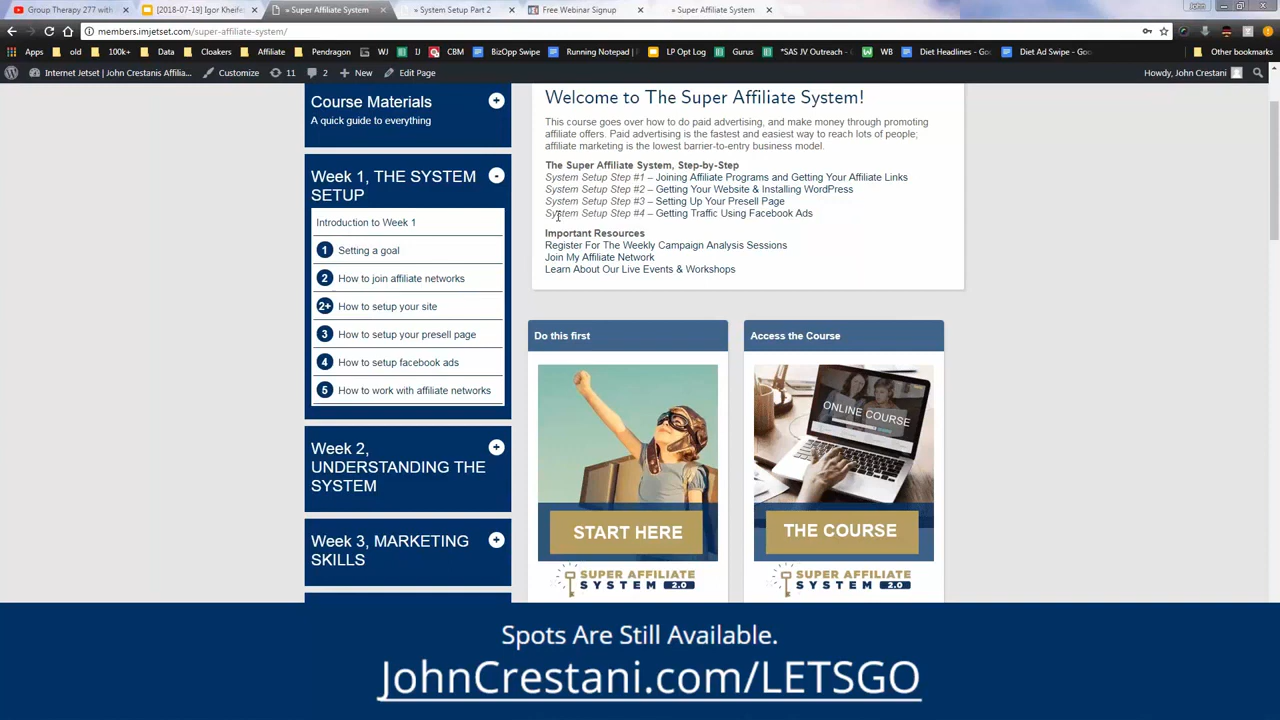 Group Therapy 277 with
[2018-07-19] Igor Kheife
» Super Affiliate System
» System Setup Part 2
Free Webinar Signup
» Super Affiliate System
John
members.imjetset.com/super-affiliate-system/
Apps
old
100k+
Data
Cloakers
Affiliate
Pendragon
IJ
CBM
BizOpp Swipe
Running Notepad
LP Opt Log
Gurus
*SAS JV Outreach - G
WB
Diet Headlines - Go
Diet Ad Swipe - Goo
Other bookmarks
Internet Jetset | John Crestanis Affilia...
Customize
11
2
New
Edit Page
Howdy, John Crestani
Course Materials
A quick guide to everything
Week 1, THE SYSTEM
SETUP
Introduction to Week 1
1 Setting a goal
2 How to join affiliate networks
2+ How to setup your site
3 How to setup your presell page
4 How to setup facebook ads
5 How to work with affiliate networks
Week 2,
UNDERSTANDING THE
SYSTEM
Week 3, MARKETING
SKILLS
Welcome to The Super Affiliate System!
This course goes over how to do paid advertising, and make money through promoting
affiliate offers. Paid advertising is the fastest and easiest way to reach lots of people;
affiliate marketing is the lowest barrier-to-entry business model.
The Super Affiliate System, Step-by-Step
System Setup Step #1 – Joining Affiliate Programs and Getting Your Affiliate Links
System Setup Step #2 – Getting Your Website & Installing WordPress
System Setup Step #3 – Setting Up Your Presell Page
System Setup Step #4 – Getting Traffic Using Facebook Ads
Important Resources
Register For The Weekly Campaign Analysis Sessions
Join My Affiliate Network
Learn About Our Live Events & Workshops
Do this first
START HERE
SUPER AFFILIATE
SYSTEM 2.0
Access the Course
ONLINE COURSE
THE COURSE
SUPER AFFILIATE
SYSTEM 2.0
Spots Are Still Available.
JohnCrestani.com/LETSGO